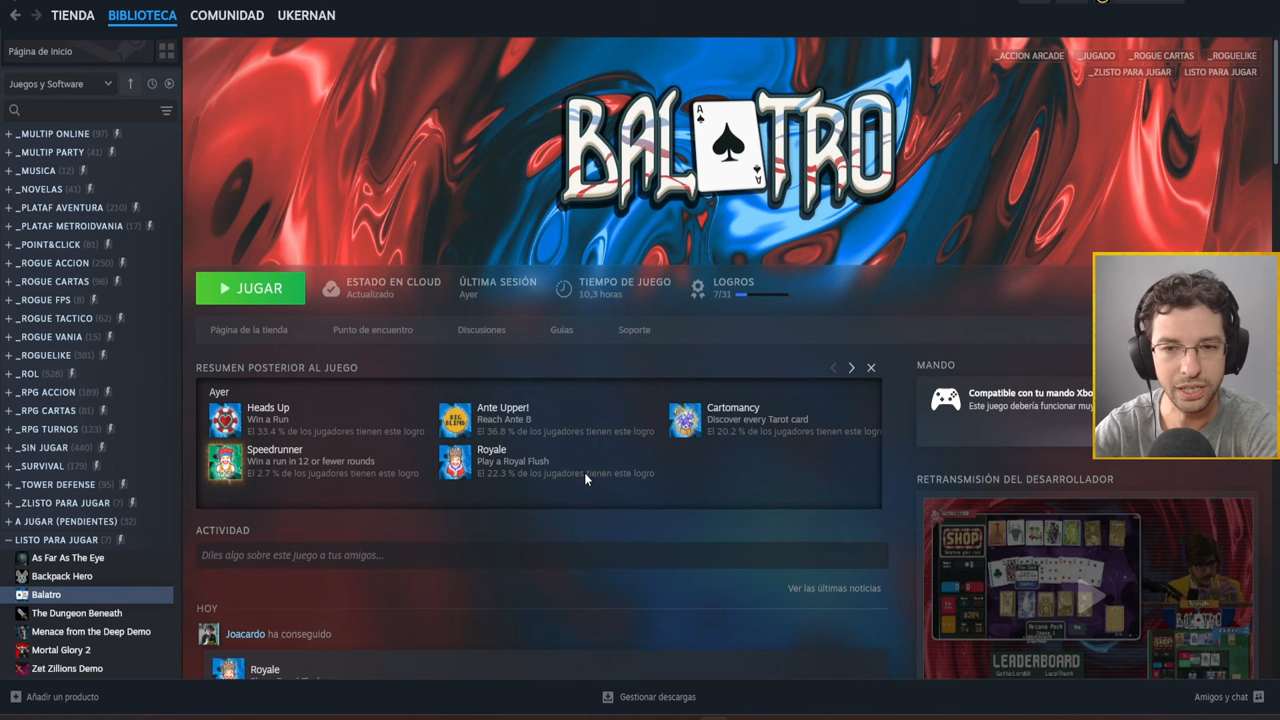 TIENDA
BIBLIOTECA
COMUNIDAD
UKERNAN
Página de inicio
Juegos y Software
_MULTIP ONLINE (97)
_MULTIP PARTY (41)
_MUSICA (12)
_NOVELAS (41)
_PLATAF AVENTURA (210)
_PLATAF METROIDVANIA (17)
_POINT&CLICK (81)
_ROGUE ACCION (250)
_ROGUE CARTAS (96)
_ROGUE FPS (8)
_ROGUE TACTICO (62)
_ROGUE VANIA (15)
_ROGUELIKE (381)
_ROL (528)
_RPG ACCION (189)
_RPG CARTAS (81)
_RPG TURNOS (123)
_SIN JUGAR (440)
_SURVIVAL (179)
_TOWER DEFENSE (95)
_ZLISTO PARA JUGAR (7)
A JUGAR (PENDIENTES) (32)
LISTO PARA JUGAR (7)
As Far As The Eye
Backpack Hero
Balatro
The Dungeon Beneath
Menace from the Deep Demo
Mortal Glory 2
Zet Zillions Demo
BALATRO
A
A
_ACCION ARCADE
_JUGADO
_ROGUE CARTAS
_ROGUELIKE
_ZLISTO PARA JUGAR
LISTO PARA JUGAR
JUGAR
ESTADO EN CLOUD
Actualizado
ÚLTIMA SESIÓN
Ayer
TIEMPO DE JUEGO
10,3 horas
LOGROS
7/31
Página de la tienda
Punto de encuentro
Discusiones
Guías
Soporte
RESUMEN POSTERIOR AL JUEGO
Ayer
Heads Up
Win a Run
El 33.4 % de los jugadores tienen este logro
Ante Upper!
Reach Ante 8
El 36.8 % de los jugadores tienen este logro
Cartomancy
Discover every Tarot card
El 20.2 % de los jugadores tienen este logro
Speedrunner
Win a run in 12 or fewer rounds
El 2.7 % de los jugadores tienen este logro
Royale
Play a Royal Flush
El 22.3 % de los jugadores tienen este logro
ACTIVIDAD
Diles algo sobre este juego a tus amigos...
Ver las últimas noticias
HOY
Joacardo ha conseguido
Royale
MANDO
Compatible con tu mando Xbo
Este juego debería funcionar muy
RETRANSMISIÓN DEL DESARROLLADOR
SHOP
Arcana Pack
LEADERBOARD
Añadir un producto
Gestionar descargas
Amigos y chat